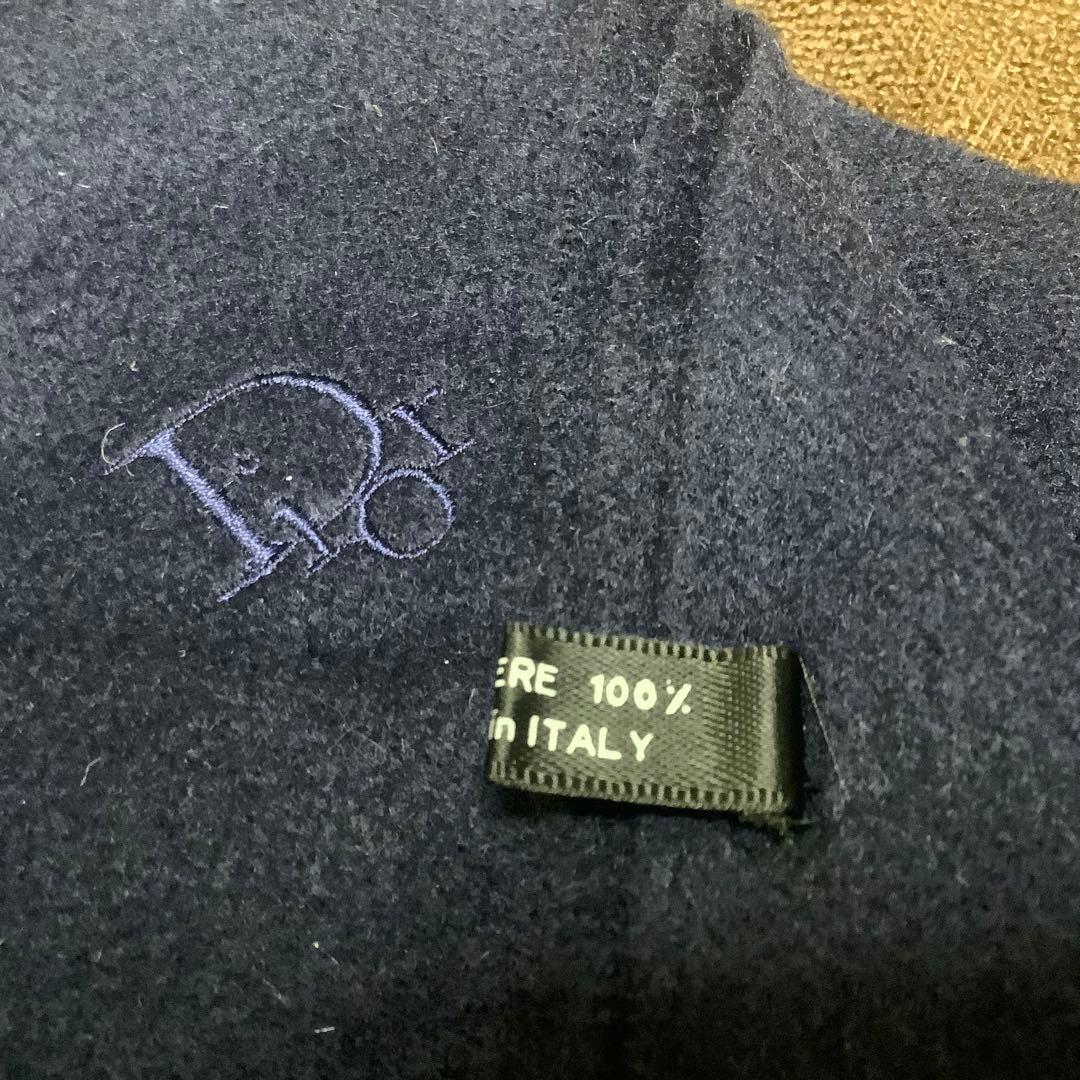 Dior
ERE 100%
in ITALY